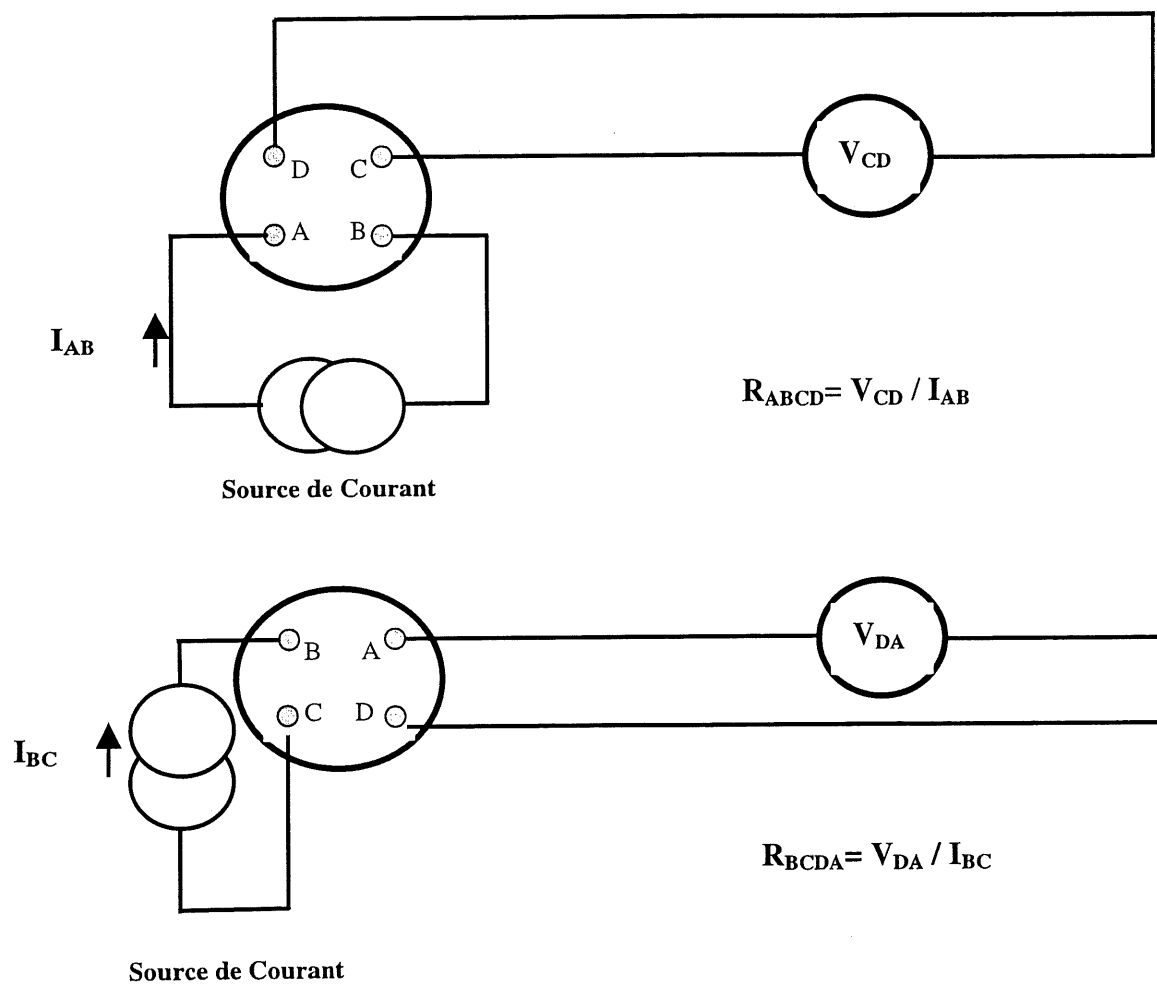 V_CD
D C
A B
I_AB
R_ABCD= V_CD / I_AB
Source de Courant
V_DA
B A
C D
I_BC
R_BCDA= V_DA / I_BC
Source de Courant